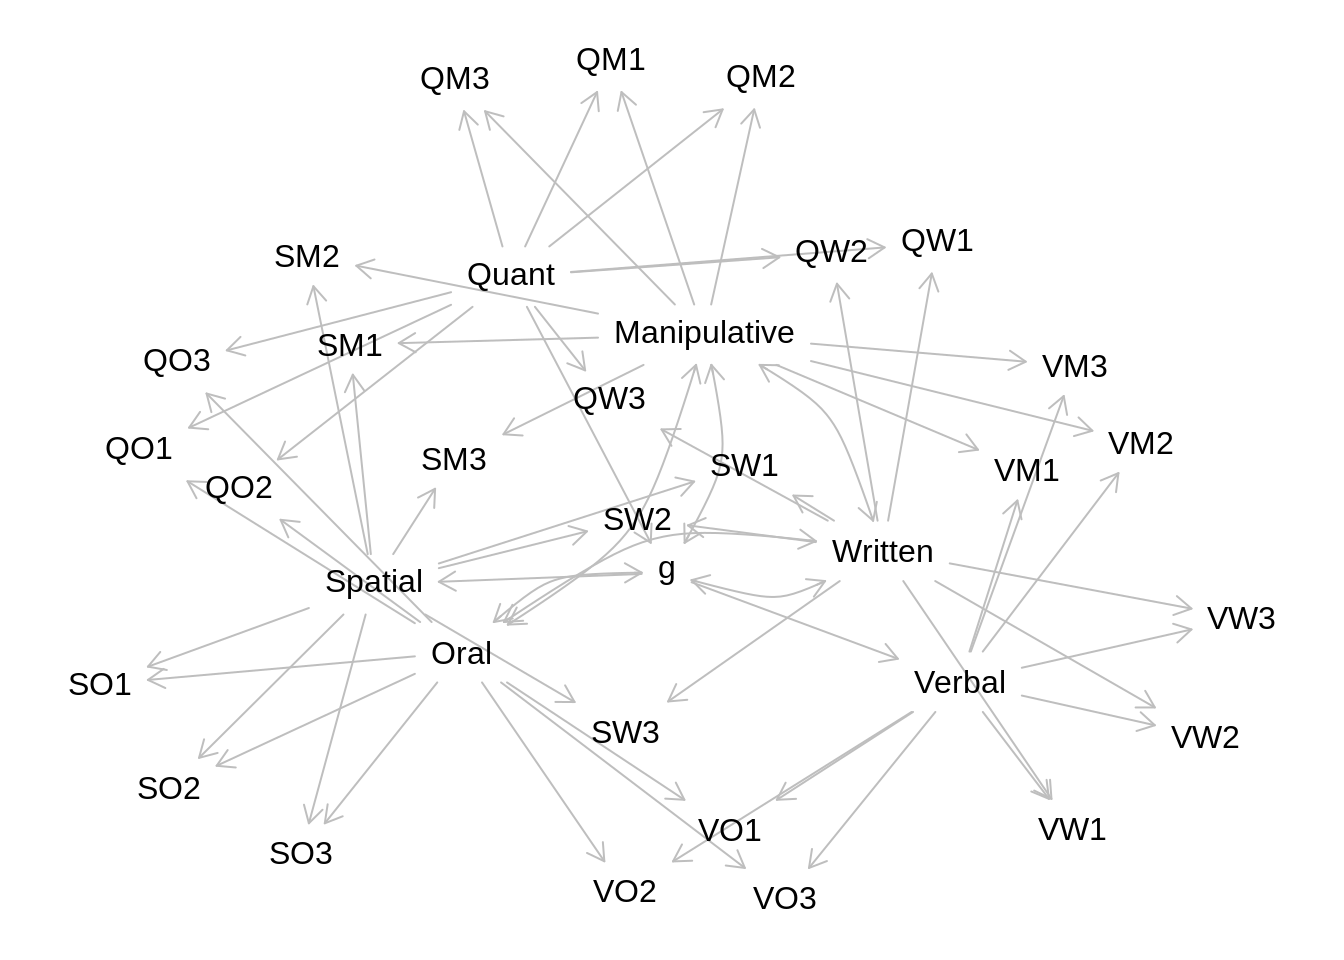 QM1
QM2
QM3
QW1
QW2
SM2
Quant
Manipulative
SM1
QO3
VM3
QW3
VM2
QO1
SM3
SW1
VM1
QO2
SW2
Written
g
Spatial
VW3
Oral
Verbal
SO1
SW3
VW2
SO2
VW1
VO1
SO3
VO2
VO3